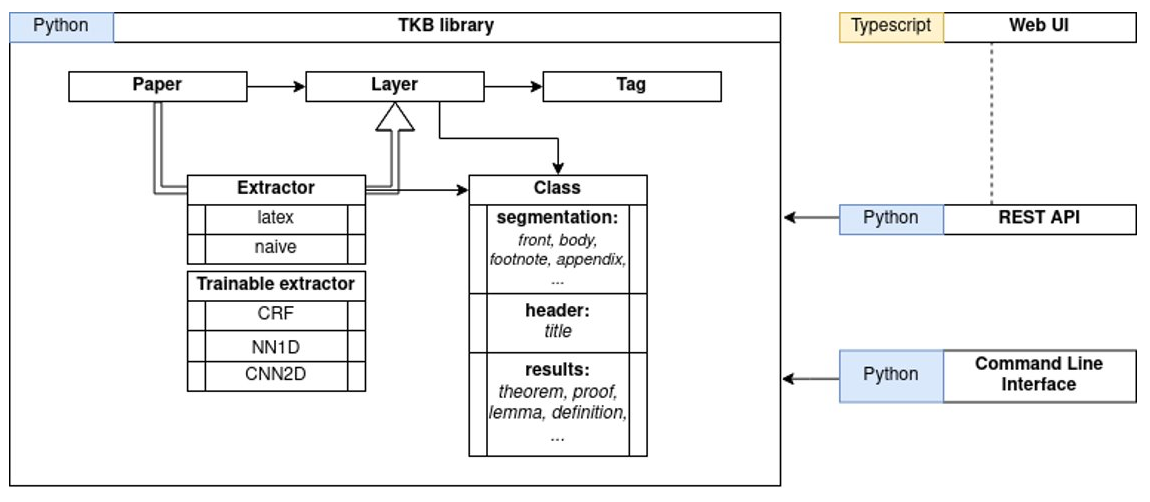 Python
TKB library
Typescript
Web UI
Paper
Layer
Tag
Extractor
latex
naive
Trainable extractor
CRF
NN1D
CNN2D
Class
segmentation:
front, body,
footnote, appendix,
...
header:
title
results:
theorem, proof,
lemma, definition,
...
Python
REST API
Python
Command Line
Interface